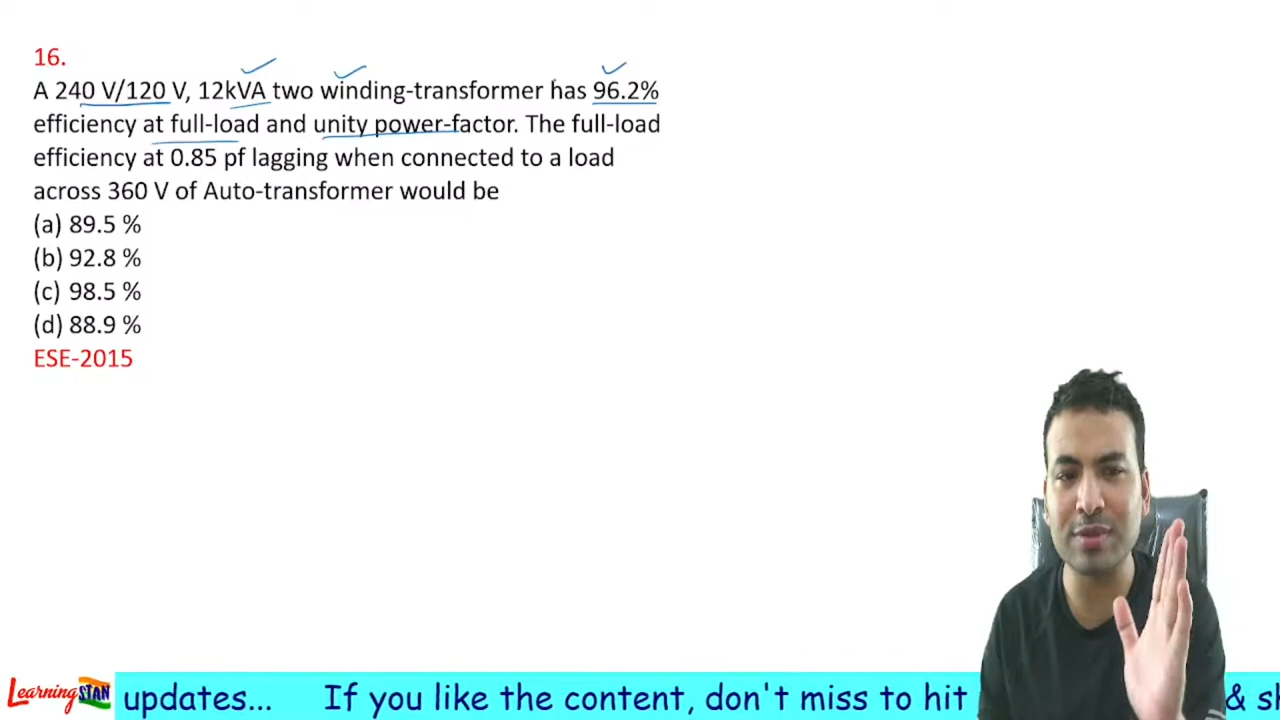 16.
A 240 V/120 V, 12kVA two winding-transformer has 96.2%
efficiency at full-load and unity power-factor. The full-load
efficiency at 0.85 pf lagging when connected to a load
across 360 V of Auto-transformer would be
(a) 89.5 %
(b) 92.8 %
(c) 98.5 %
(d) 88.9 %
ESE-2015
Learning STAN
updates... If you like the content, don't miss to hit
& sh